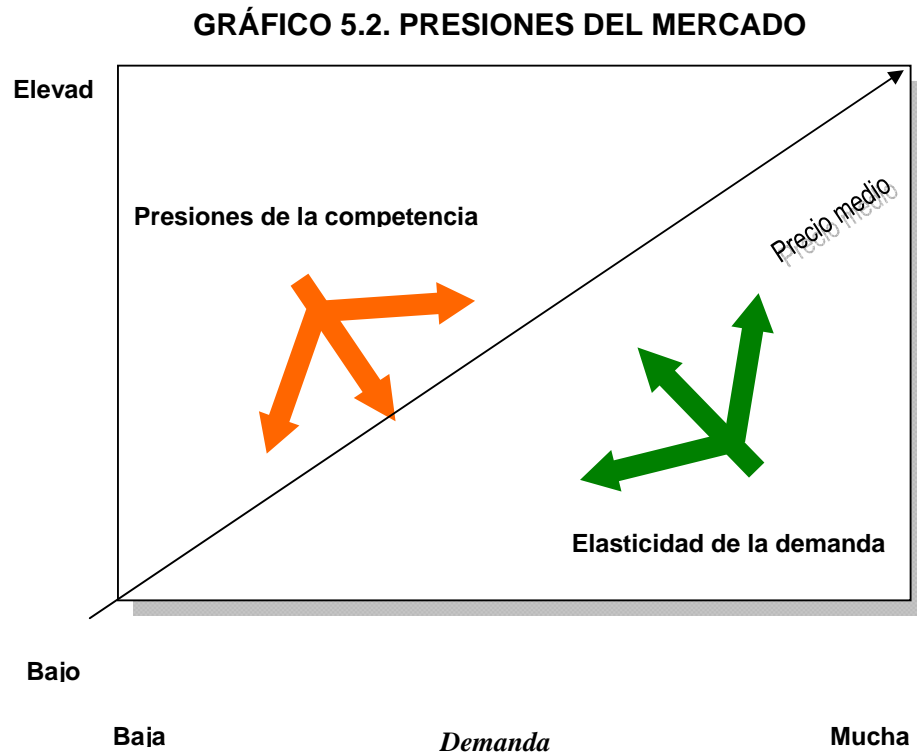 GRÁFICO 5.2. PRESIONES DEL MERCADO
Elevad
Precio medio
Presiones de la competencia
Elasticidad de la demanda
Bajo
Baja Demanda Mucha